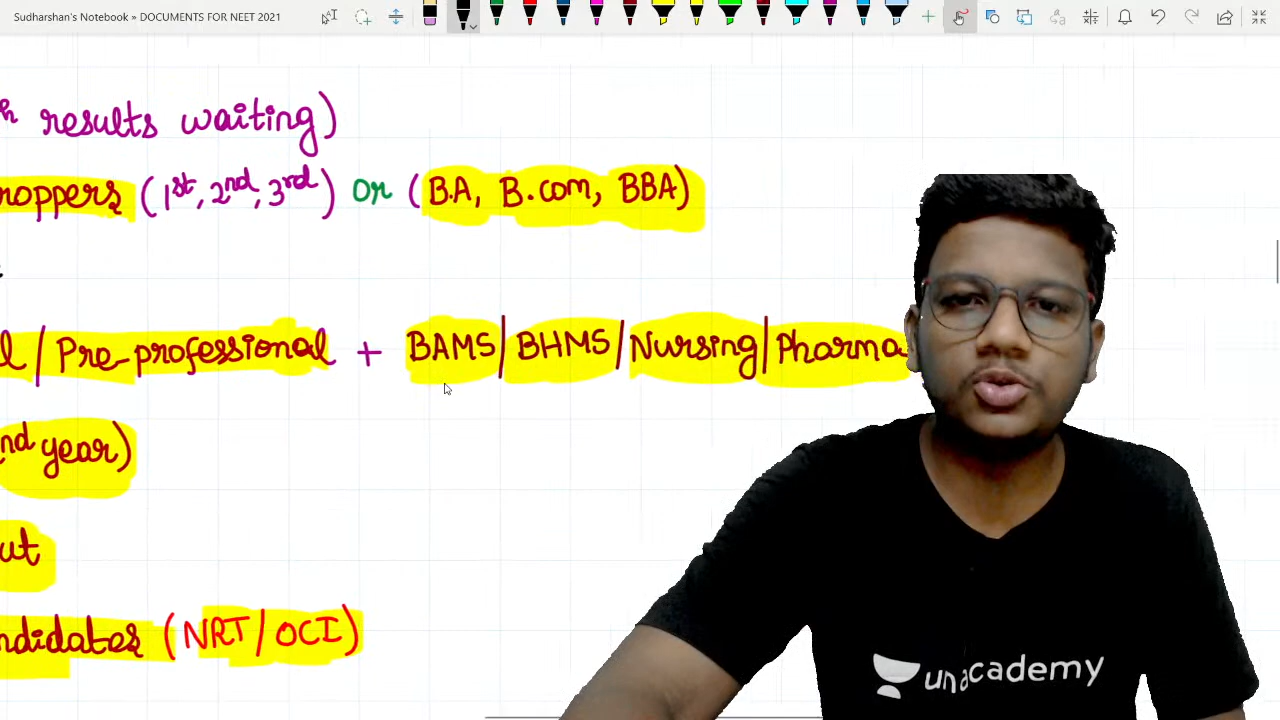 Sudharshan's Notebook » DOCUMENTS FOR NEET 2021
results waiting)
roppers (1st, 2nd, 3rd) Or (B.A, B.com, BBA)
l / Pre-professional + BAMS/BHMS/Nursing/Pharma
nd year)
ut
ndidates (NRT/OCI)
unacademy